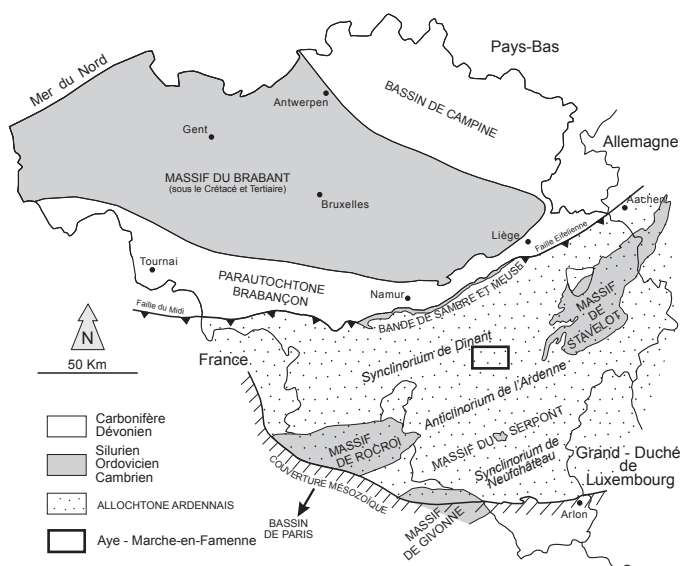 Pays-Bas
Mer du Nord
Antwerpen
BASSIN DE CAMPINE
Gent
Allemagne
MASSIF DU BRABANT
(sous le Crétacé et Tertiaire)
Bruxelles
Aachen
Liège
Faille Eifelienne
Tournai
PARAUTOCHTONE
BRABANÇON
Namur
BANDE DE SAMBRE ET MEUSE
MASSIF
DE
STAVELOT
Faille du Midi
N
50 Km
France
Synclinorium de Dinant
Anticlinorium de l'Ardenne
Carbonifère
Dévonien
Silurien
Ordovicien
Cambrien
ALLOCHTONE ARDENNAIS
Aye - Marche-en-Famenne
MASSIF
DE ROCROI
MASSIF DU SERPONT
Synclinorium de
Neufchâteau
Grand - Duché
de
Luxembourg
COUVERTURE MÉSOZOÏQUE
BASSIN
DE PARIS
MASSIF
DE GIVONNE
Arlon